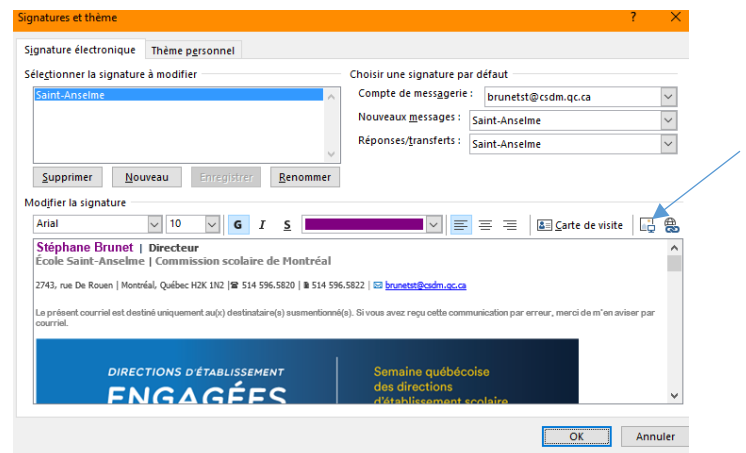 Signatures et thème ? ×
Signature électronique Thème personnel
Sélectionner la signature à modifier Choisir une signature par défaut
Saint-Anselme
Compte de messagerie : brunetst@csdm.qc.ca
Nouveaux messages : Saint-Anselme
Réponses/transferts : Saint-Anselme
Supprimer Nouveau Enregistrer Renommer
Modifier la signature
Arial 10 G I S Carte de visite
Stéphane Brunet | Directeur
École Saint-Anselme | Commission scolaire de Montréal
2743, rue De Rouen | Montréal, Québec H2K 1N2 |☎ 514 596.5820 | 514 596.5822 | ✉ brunetst@csdm.qc.ca
Le présent courriel est destiné uniquement au(x) destinataire(s) susmentionné(s). Si vous avez reçu cette communication par erreur, merci de m'en aviser par
courriel.
DIRECTIONS D'ÉTABLISSEMENT
ENGAGÉES
Semaine québécoise
des directions
d'établissement scolaire
OK Annuler